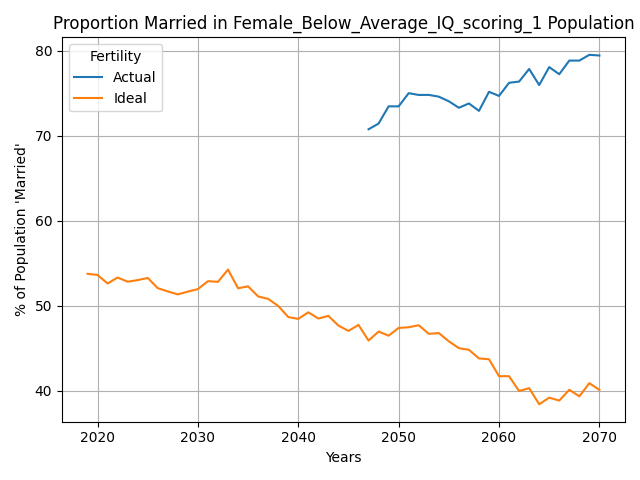 Proportion Married in Female_Below_Average_IQ_scoring_1 Population
Fertility
Actual
Ideal
% of Population 'Married'
80
70
60
50
40
2020
2030
2040
2050
2060
2070
Years